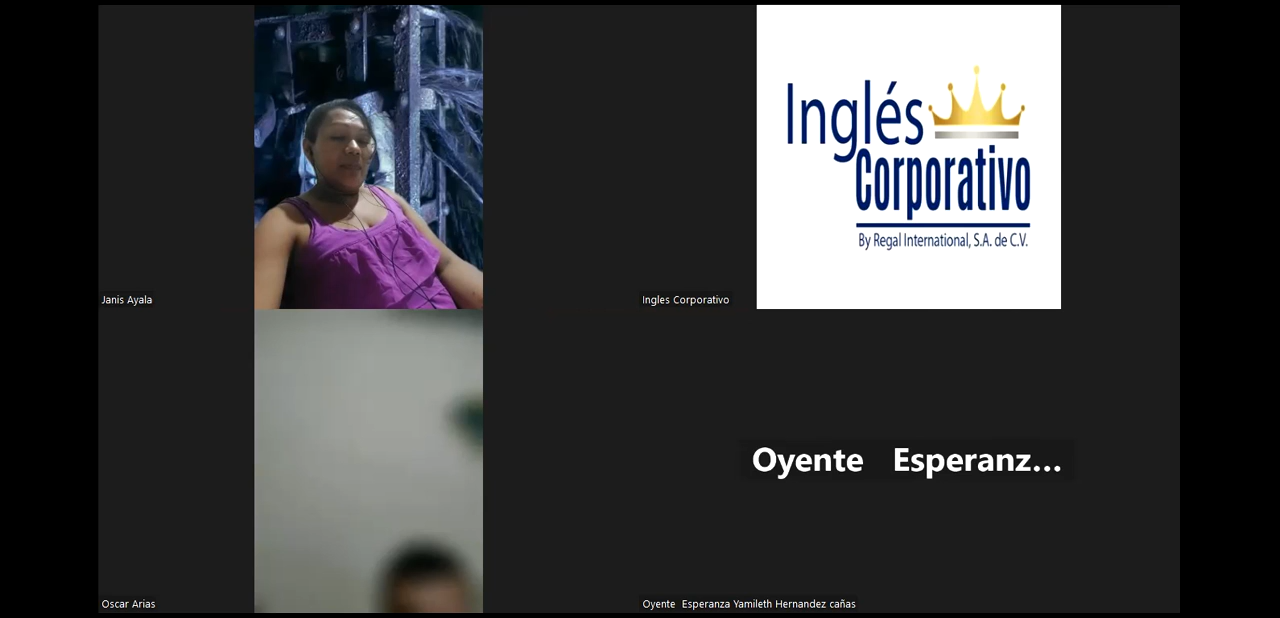 Inglés
Corporativo
By Regal International, S.A. de C.V.
Janis Ayala
Ingles Corporativo
Oyente Esperanz...
Oscar Arias
Oyente Esperanza Yamileth Hernandez cañas